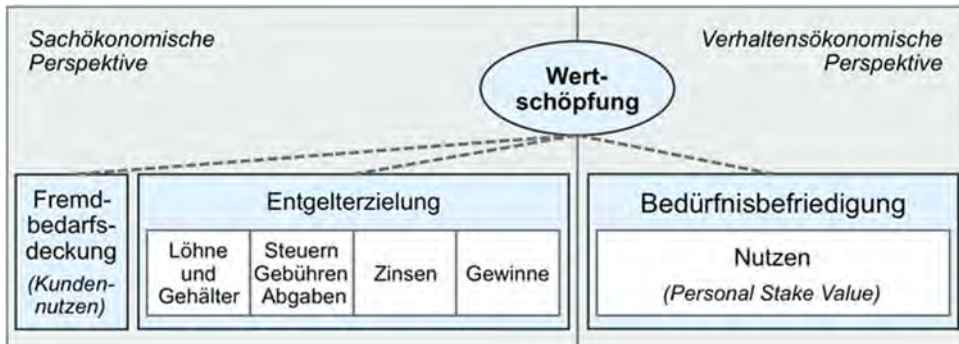 Sachökonomische
Perspektive
Verhaltensökonomische
Perspektive
Wert-
schöpfung
Fremd-
bedarfs-
deckung
(Kunden-
nutzen)
Entgelterzielung
Löhne
und
Gehälter
Steuern
Gebühren
Abgaben
Zinsen
Gewinne
Bedürfnisbefriedigung
Nutzen
(Personal Stake Value)